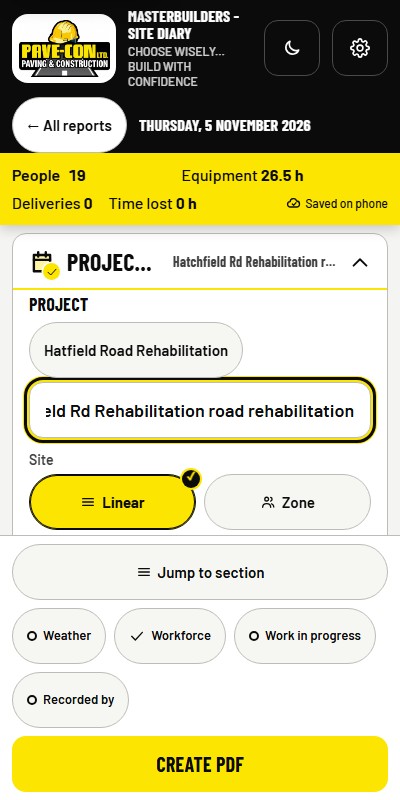 PAVE-CON LTD.
PAVING & CONSTRUCTION
MASTERBUILDERS -
SITE DIARY
CHOOSE WISELY...
BUILD WITH
CONFIDENCE
← All reports
THURSDAY, 5 NOVEMBER 2026
People 19
Equipment 26.5 h
Deliveries 0 Time lost 0 h
Saved on phone
PROJEC...
Hatchfield Rd Rehabilitation r...
PROJECT
Hatfield Road Rehabilitation
eld Rd Rehabilitation road rehabilitation
Site
Linear
Zone
Jump to section
Weather
Workforce
Work in progress
Recorded by
CREATE PDF